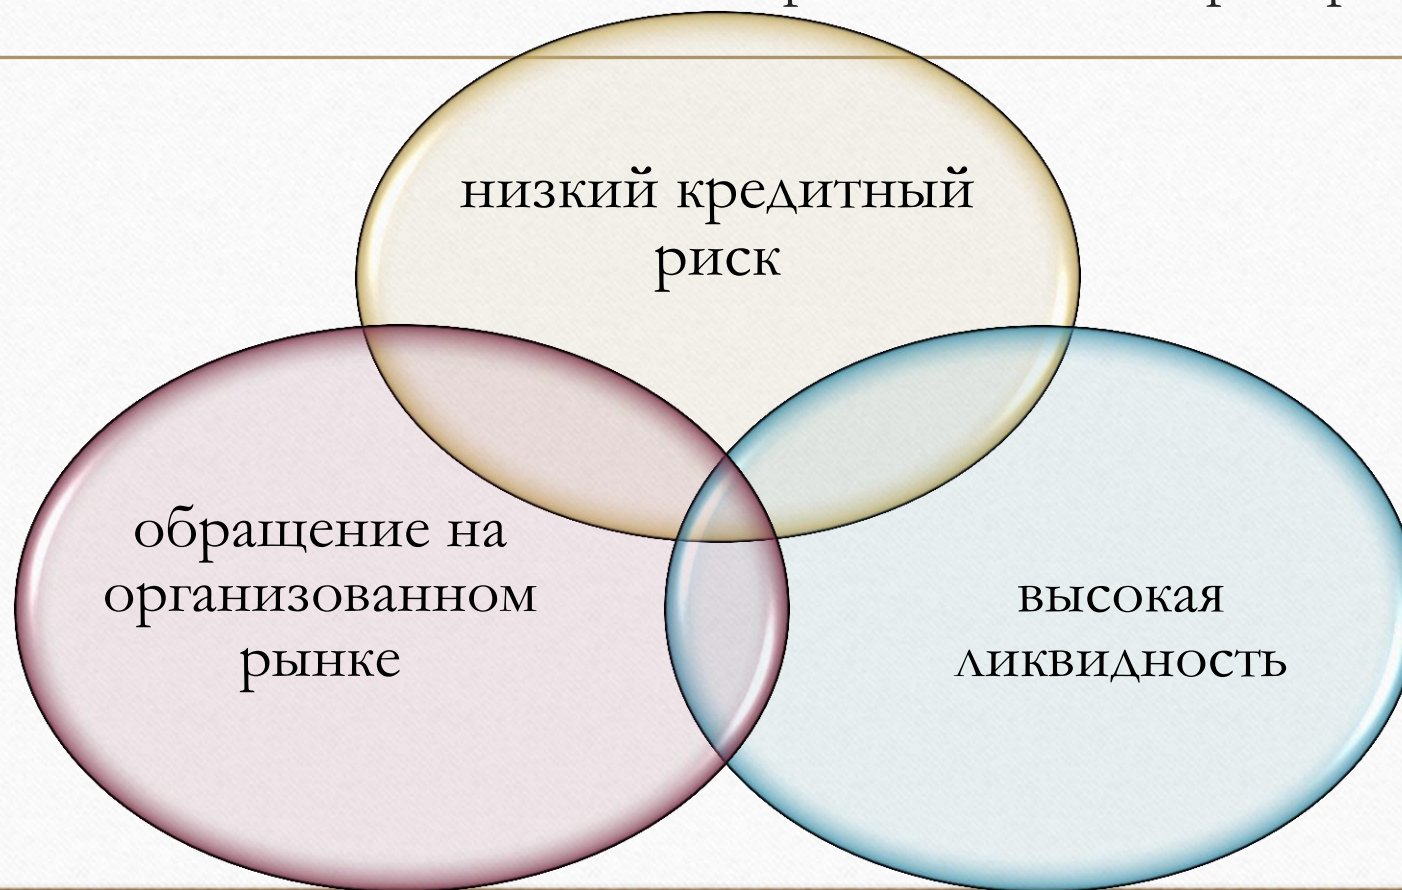 низкий кредитный
риск
обращение на
организованном
рынке
высокая
ликвидность